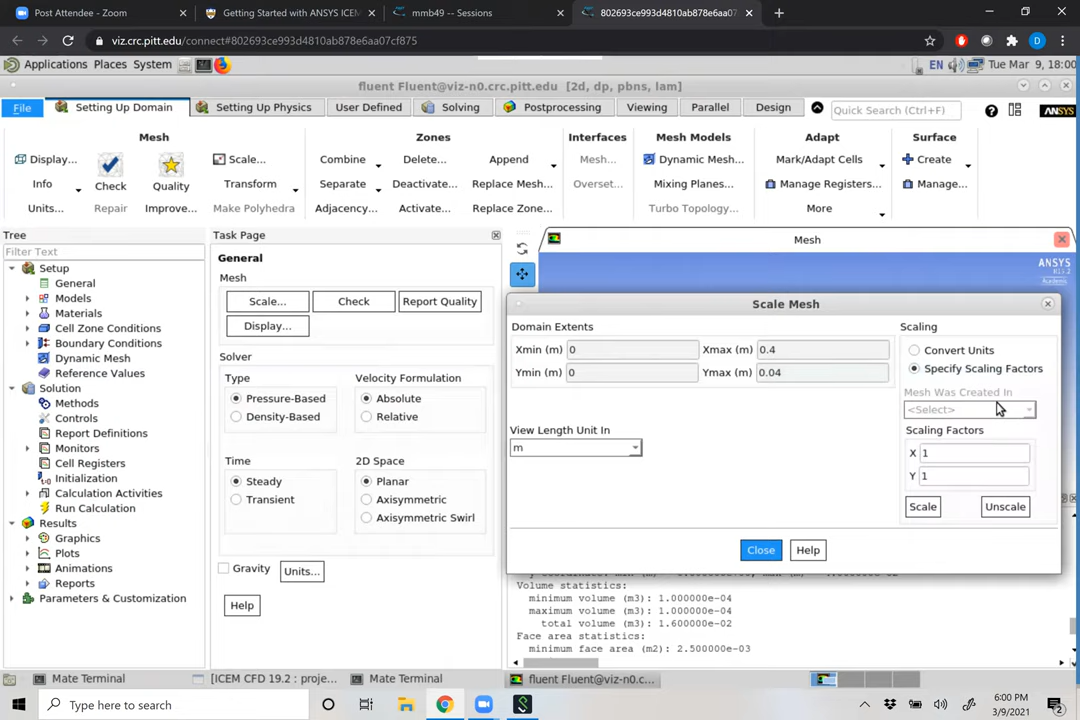 Post Attendee - Zoom
Getting Started with ANSYS ICEM
mmb49 -- Sessions
802693ce993d4810ab878e6aa07
viz.crc.pitt.edu/connect#802693ce993d4810ab878e6aa07cf875
Applications Places System
EN Tue Mar 9, 18:00
fluent Fluent@viz-n0.crc.pitt.edu [2d, dp, pbns, lam]
File Setting Up Domain Setting Up Physics User Defined Solving Postprocessing Viewing Parallel Design Quick Search (Ctrl+F) ANSYS
Mesh Zones Interfaces Mesh Models Adapt Surface
Display... Scale... Combine Delete... Append Mesh... Dynamic Mesh... Mark/Adapt Cells Create
Info Check Quality Transform Separate Deactivate... Replace Mesh... Overset... Mixing Planes... Manage Registers... Manage...
Units... Repair Improve... Make Polyhedra Adjacency... Activate... Replace Zone... Turbo Topology... More
Tree
Filter Text
Setup
General
Models
Materials
Cell Zone Conditions
Boundary Conditions
Dynamic Mesh
Reference Values
Solution
Methods
Controls
Report Definitions
Monitors
Cell Registers
Initialization
Calculation Activities
Run Calculation
Results
Graphics
Plots
Animations
Reports
Parameters & Customization
Task Page
General
Mesh
Scale... Check Report Quality
Display...
Solver
Type Velocity Formulation
Pressure-Based Absolute
Density-Based Relative
Time 2D Space
Steady Planar
Transient Axisymmetric
Axisymmetric Swirl
Gravity Units...
Help
Mesh
ANSYS
Academic
Scale Mesh
Domain Extents
Xmin (m) 0 Xmax (m) 0.4
Ymin (m) 0 Ymax (m) 0.04
View Length Unit In
m
Scaling
Convert Units
Specify Scaling Factors
Mesh Was Created In
<Select>
Scaling Factors
X 1
Y 1
Scale Unscale
Close Help
Volume statistics:
minimum volume (m3): 1.000000e-04
maximum volume (m3): 1.000000e-04
total volume (m3): 1.600000e-02
Face area statistics:
minimum face area (m2): 2.500000e-03
Mate Terminal
[ICEM CFD 19.2 : proje...
Mate Terminal
fluent Fluent@viz-n0.c...
Type here to search
6:00 PM
3/9/2021
2